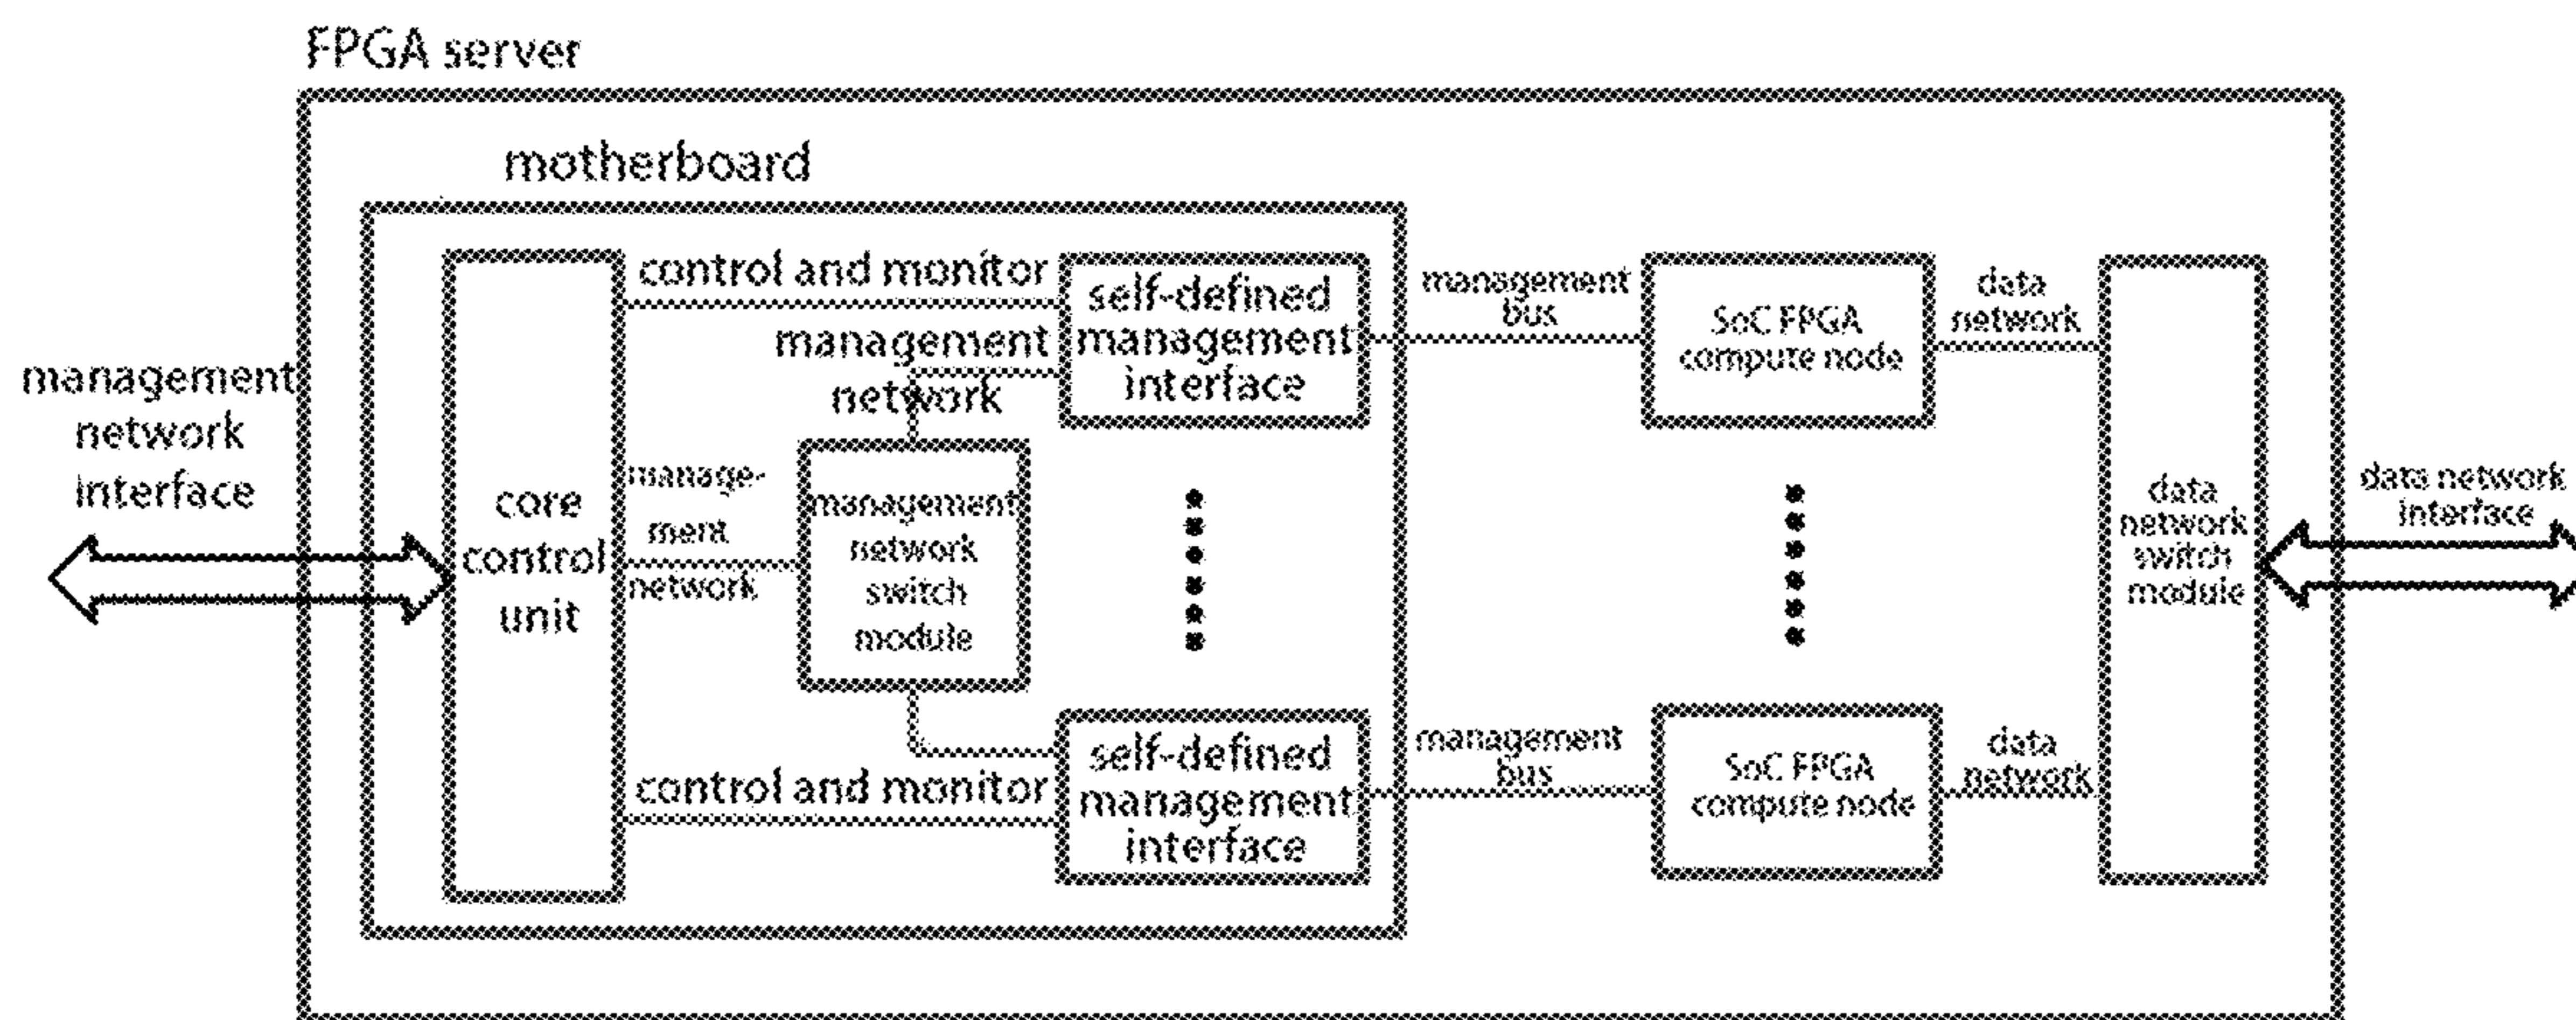 FPGA server
motherboard
management
network
interface
core
control
unit
control and monitor
management
network
manage-
ment
network
management
network
switch
module
control and monitor
self-defined
management
interface
self-defined
management
interface
management
bus
management
bus
SoC FPGA
compute node
SoC FPGA
compute node
data
network
data
network
data
network
switch
module
data network
interface